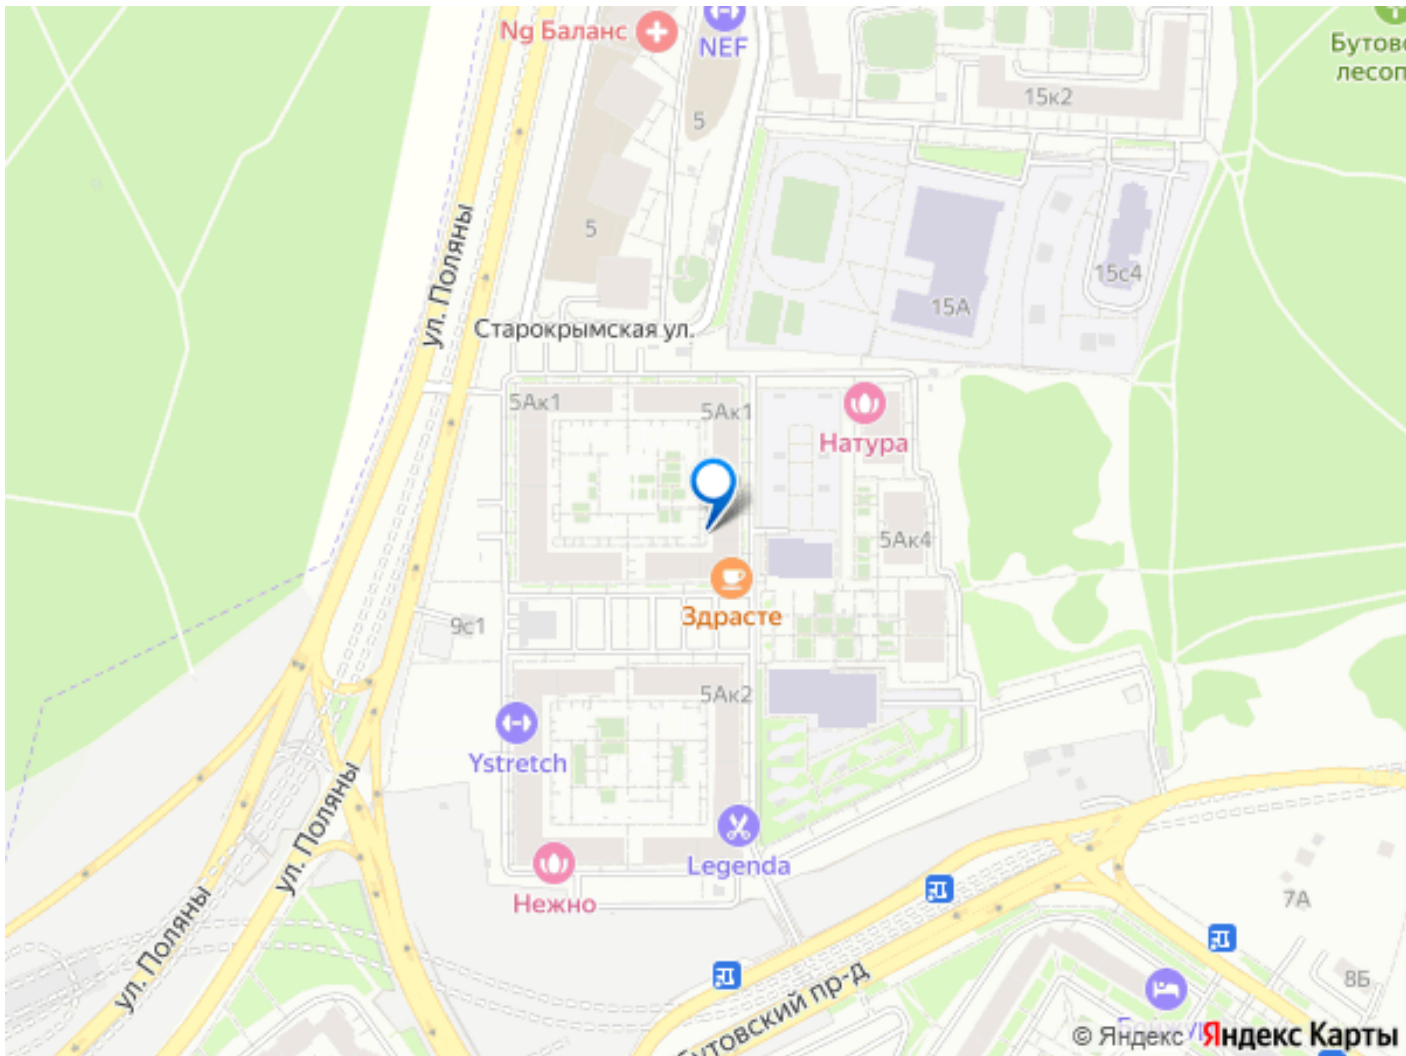 Ng Баланс
NEF
Бутово
лесоп
15к2
5
5
15А
15с4
ул. Поляны
Старокрымская ул.
5Ак1
5Ак1
Натура
5Ак4
Здрасте
9с1
5Ак2
Ystretch
Legenda
Нежно
ул. Поляны
ул. Поляны
7А
8Б
Бутовский пр-д
© Яндекс Яндекс Карты